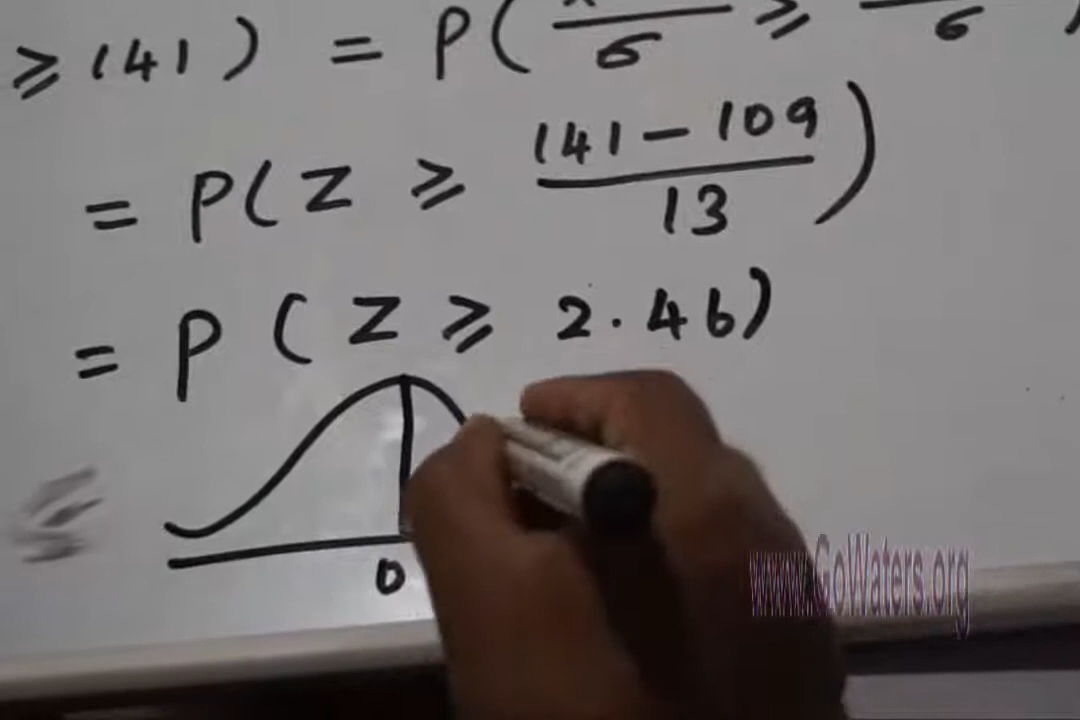 ≥ 141) = P( / σ ≥ / σ
= P(Z ≥ 141 - 109 / 13)
= P(Z ≥ 2.46)
0
www.GoWaters.org